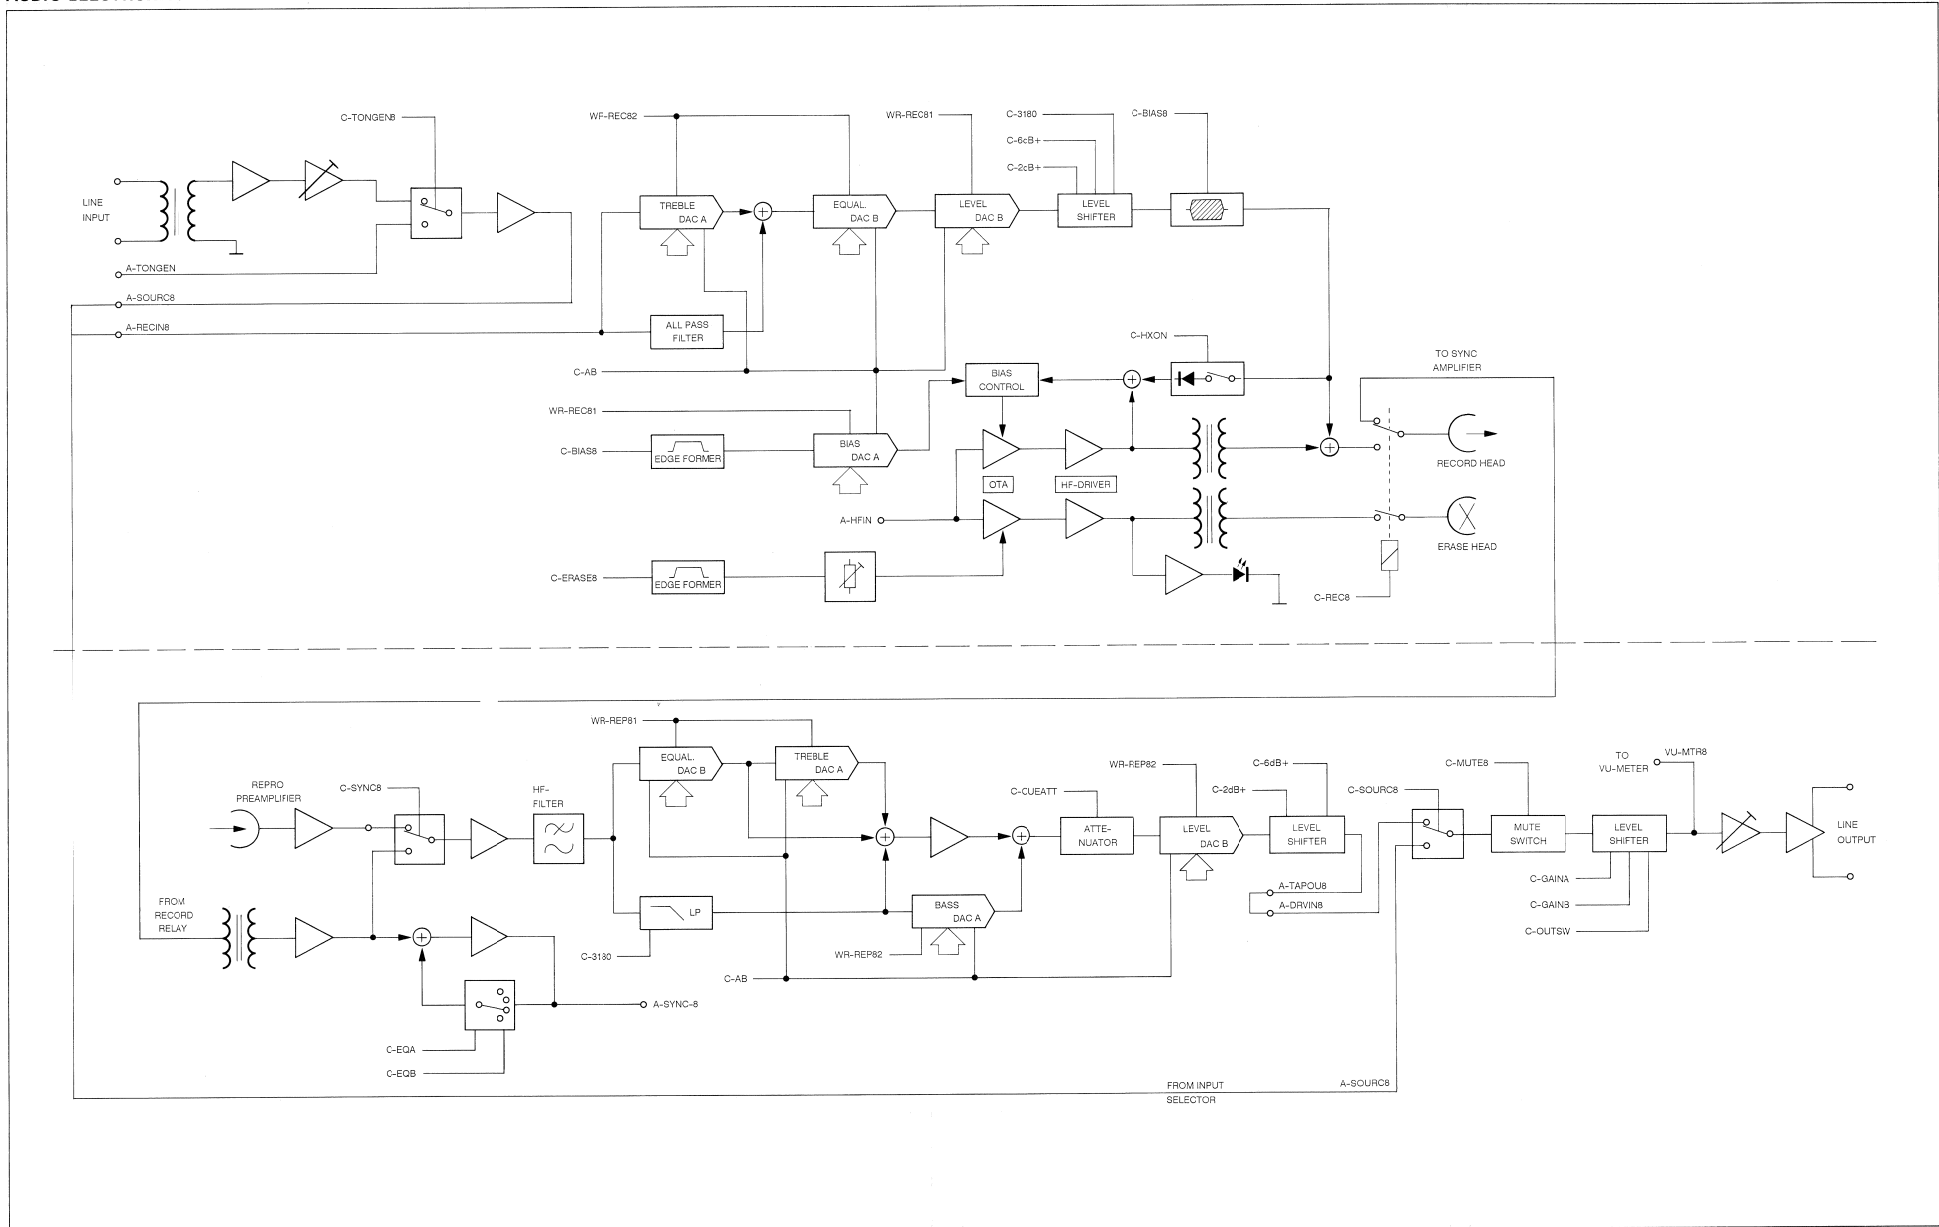 C-TONGEN8
LINE
INPUT
A-TONGEN
A-SOURC8
A-RECIN8
WF-REC82
TREBLE
DAC A
EQUAL.
DAC B
WR-REC81
LEVEL
DAC B
C-3180
C-6cB+
C-2cB+
LEVEL
SHIFTER
C-BIAS8
ALL PASS
FILTER
C-AB
WR-REC81
C-BIAS8
EDGE FORMER
BIAS
DAC A
BIAS
CONTROL
C-HXON
TO SYNC
AMPLIFIER
OTA
HF-DRIVER
A-HFIN
C-ERASE8
EDGE FORMER
RECORD HEAD
ERASE HEAD
C-REC8
WR-REP81
EQUAL.
DAC B
TREBLE
DAC A
REPRO
PREAMPLIFIER
C-SYNC8
HF-
FILTER
FROM
RECORD
RELAY
LP
C-3180
BASS
DAC A
WR-REP82
C-AB
A-SYNC-8
C-EQA
C-EQB
C-CUEATT
ATTE-
NUATOR
WR-REP82
LEVEL
DAC B
C-6dB+
C-2dB+
LEVEL
SHIFTER
A-TAPOU8
A-DRVIN8
C-SOURC8
C-MUTE8
MUTE
SWITCH
LEVEL
SHIFTER
TO
VU-METER
VU-MTR8
C-GAINA
C-GAINB
C-OUTSW
LINE
OUTPUT
FROM INPUT
SELECTOR
A-SOURC8